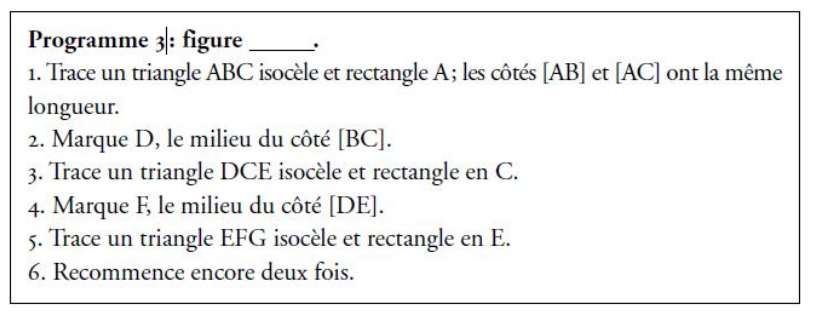 Programme 3: figure ______.
1. Trace un triangle ABC isocèle et rectangle A; les côtés [AB] et [AC] ont la même
longueur.
2. Marque D, le milieu du côté [BC].
3. Trace un triangle DCE isocèle et rectangle en C.
4. Marque F, le milieu du côté [DE].
5. Trace un triangle EFG isocèle et rectangle en E.
6. Recommence encore deux fois.